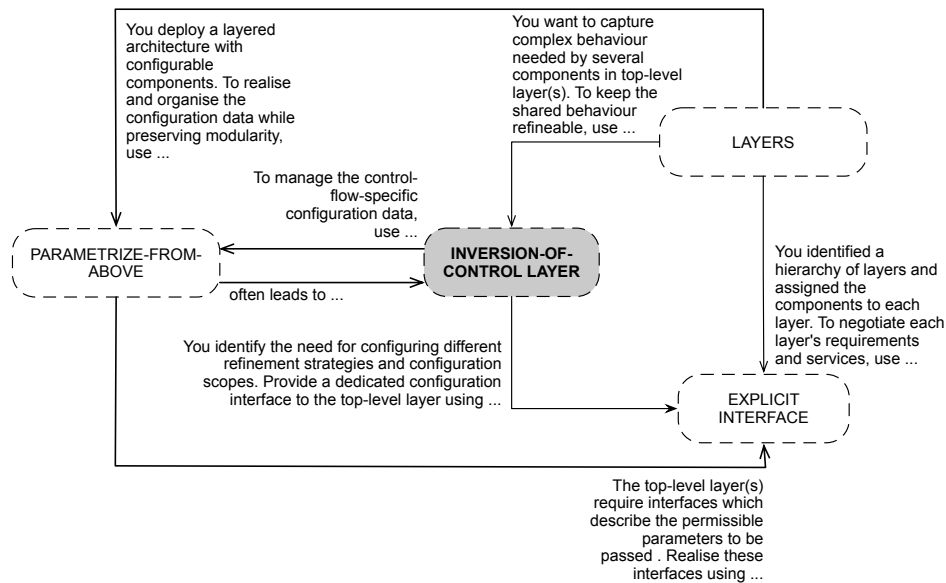 You deploy a layered
architecture with
configurable
components. To realise
and organise the
configuration data while
preserving modularity,
use ...
You want to capture
complex behaviour
needed by several
components in top-level
layer(s). To keep the
shared behaviour
refineable, use ...
LAYERS
To manage the control-
flow-specific
configuration data,
use ...
PARAMETRIZE-FROM-
ABOVE
INVERSION-OF-
CONTROL LAYER
often leads to ...
You identified a
hierarchy of layers and
assigned the
components to each
layer. To negotiate each
layer's requirements
and services, use ...
You identify the need for configuring different
refinement strategies and configuration
scopes. Provide a dedicated configuration
interface to the top-level layer using ...
EXPLICIT
INTERFACE
The top-level layer(s)
require interfaces which
describe the permissible
parameters to be
passed . Realise these
interfaces using ...